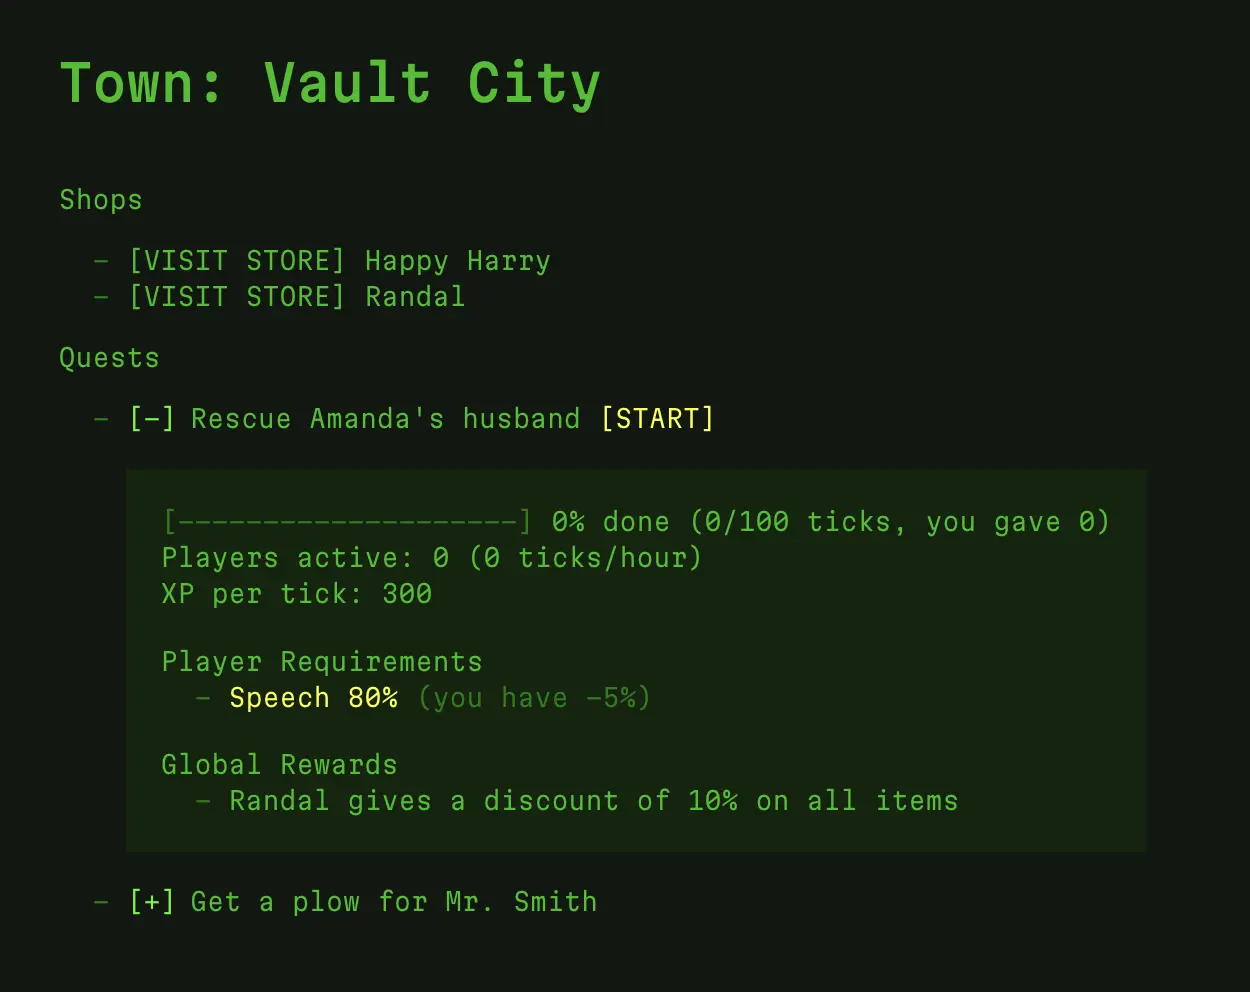 Town: Vault City
Shops
– [VISIT STORE] Happy Harry
– [VISIT STORE] Randal
Quests
– [–] Rescue Amanda's husband [START]
[––––––––––––––––––––] 0% done (0/100 ticks, you gave 0)
Players active: 0 (0 ticks/hour)
XP per tick: 300
Player Requirements
– Speech 80% (you have –5%)
Global Rewards
– Randal gives a discount of 10% on all items
– [+] Get a plow for Mr. Smith